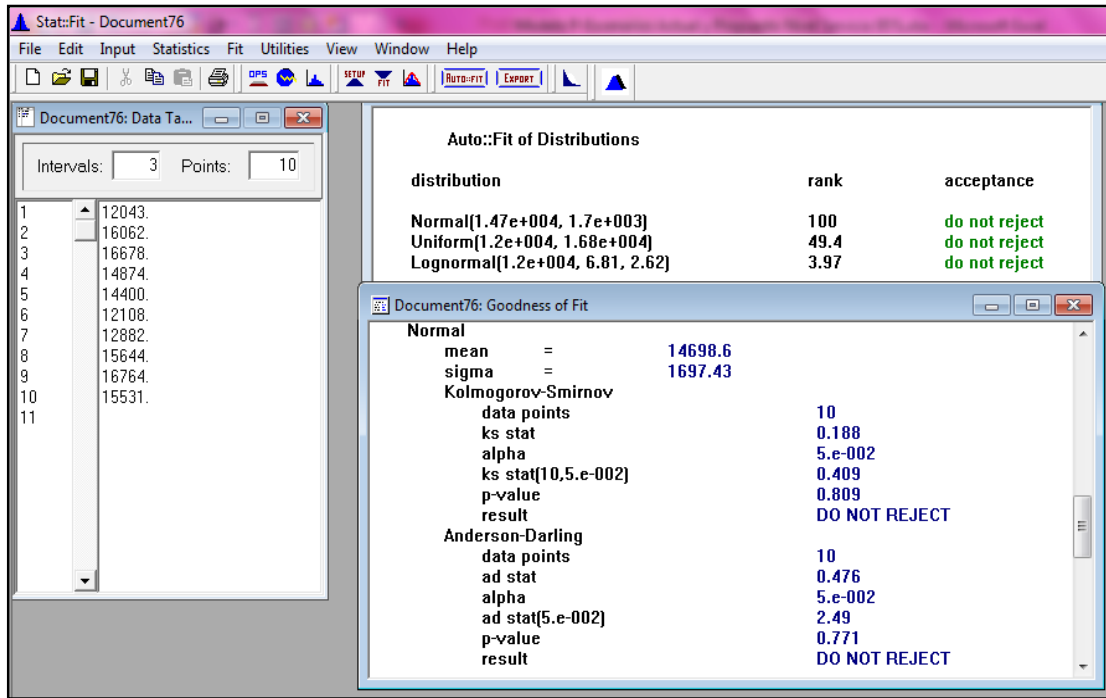 Stat::Fit - Document76
File Edit Input Statistics Fit Utilities View Window Help
OPS SETUP FIT AUTO::FIT EXPORT
Document76: Data Ta...
Intervals: 3 Points: 10
1 12043.
2 16062.
3 16678.
4 14874.
5 14400.
6 12108.
7 12882.
8 15644.
9 16764.
10 15531.
11
Auto::Fit of Distributions
distribution rank acceptance
Normal(1.47e+004, 1.7e+003) 100 do not reject
Uniform(1.2e+004, 1.68e+004) 49.4 do not reject
Lognormal(1.2e+004, 6.81, 2.62) 3.97 do not reject
Document76: Goodness of Fit
Normal
mean = 14698.6
sigma = 1697.43
Kolmogorov-Smirnov
data points 10
ks stat 0.188
alpha 5.e-002
ks stat(10,5.e-002) 0.409
p-value 0.809
result DO NOT REJECT
Anderson-Darling
data points 10
ad stat 0.476
alpha 5.e-002
ad stat(5.e-002) 2.49
p-value 0.771
result DO NOT REJECT